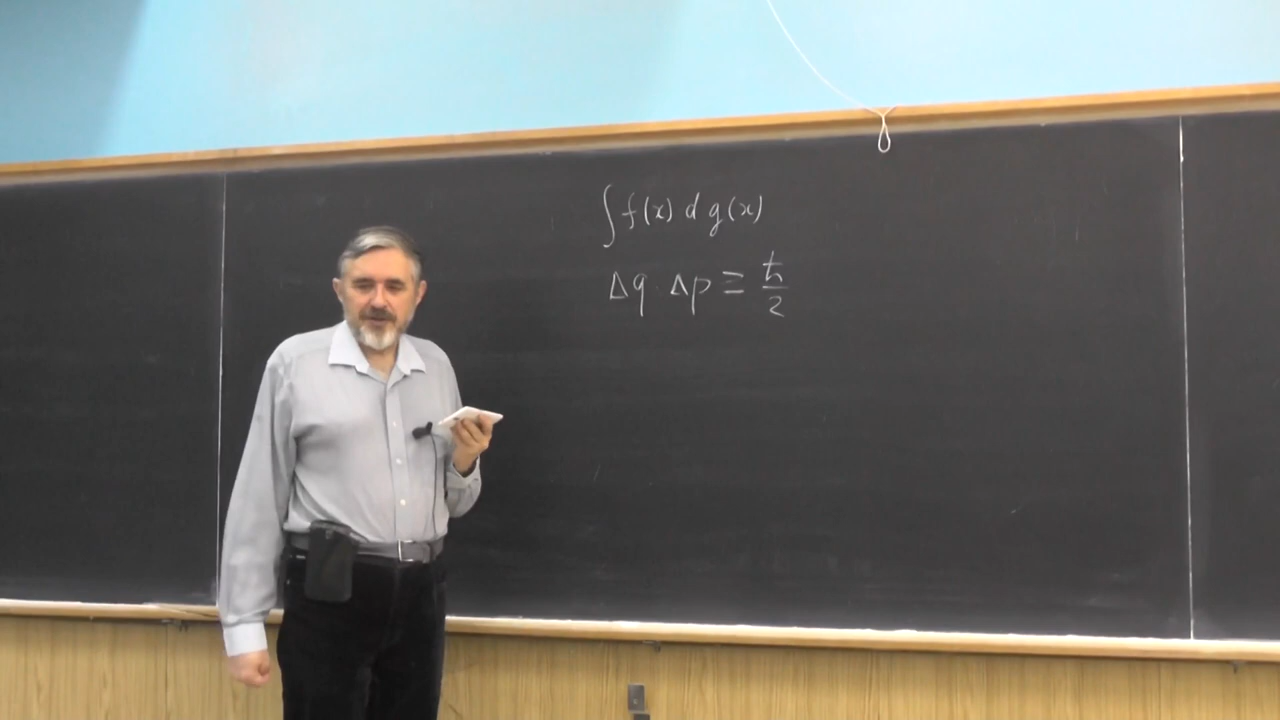 ∫ f(x) d g(x)
Δq · Δp ≥ ℏ/2